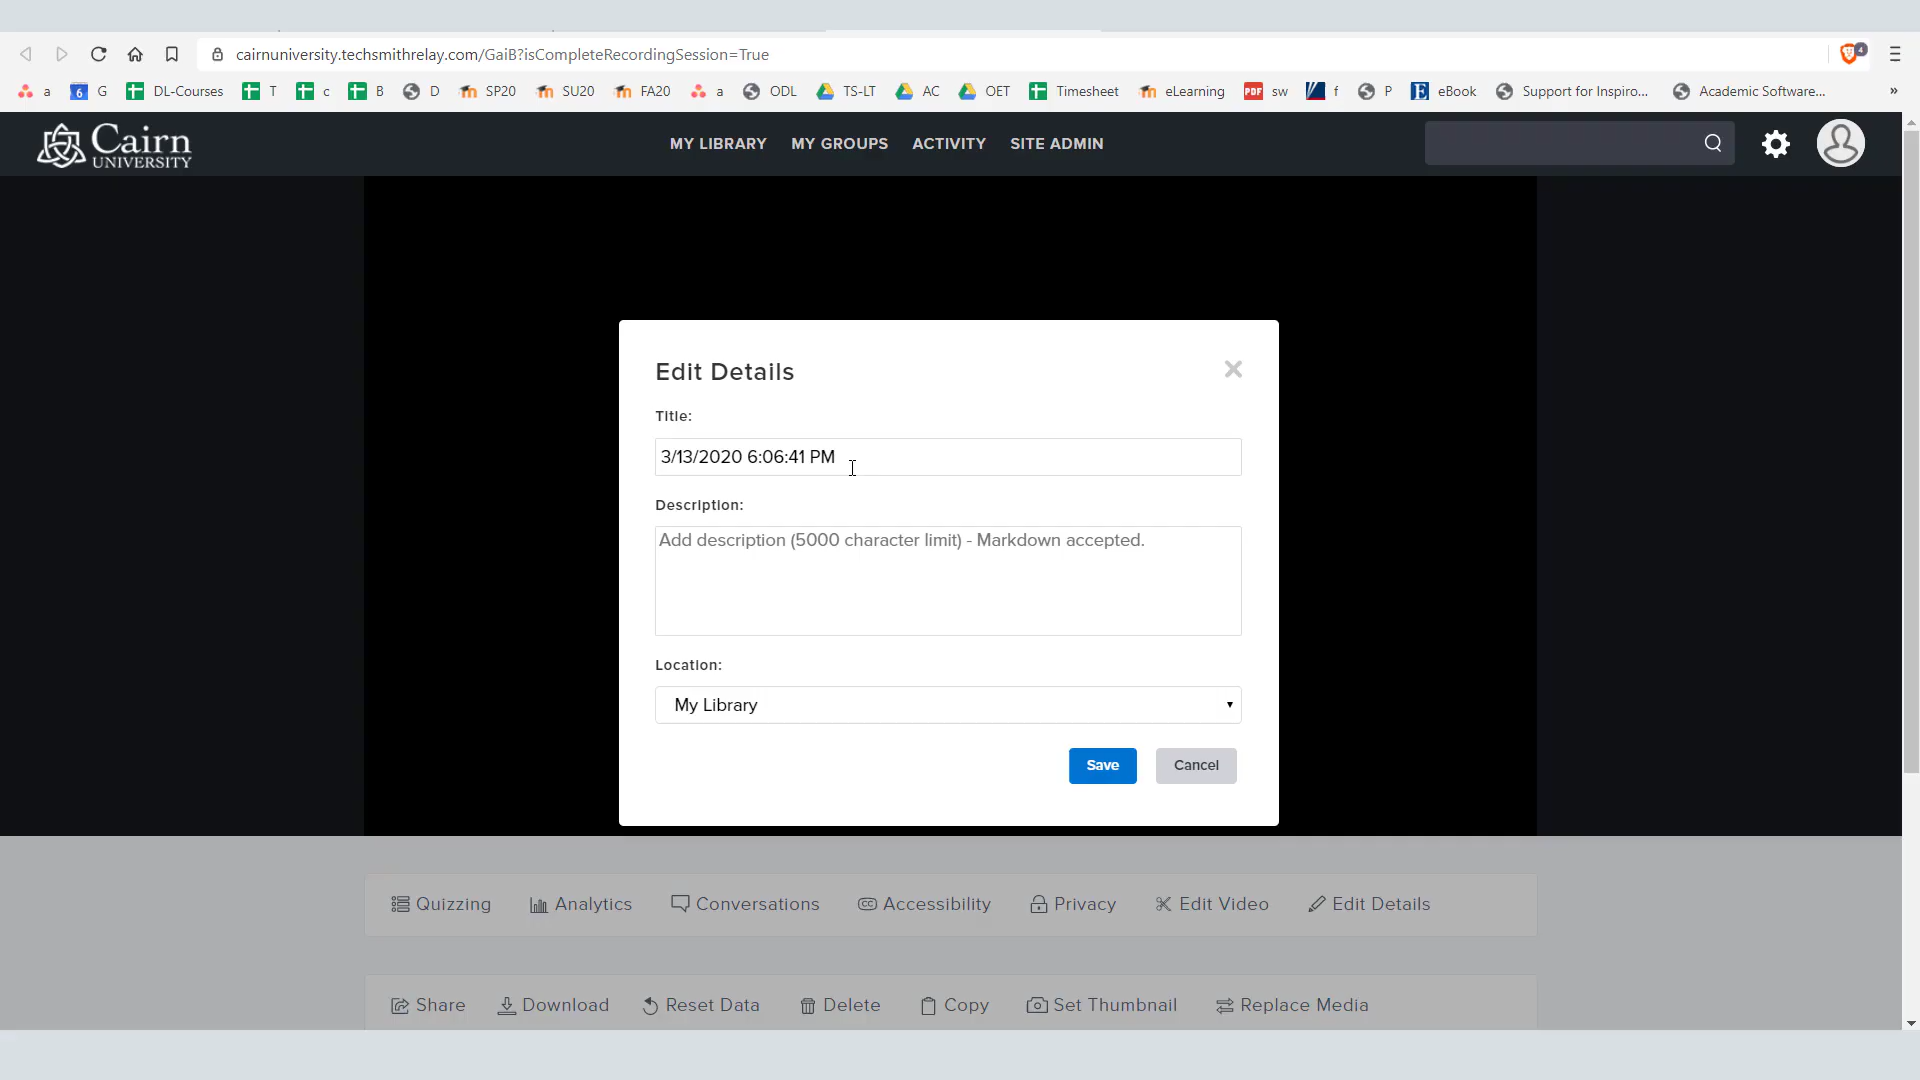 cairnuniversity.techsmithrelay.com/GaiB?isCompleteRecordingSession=True
4
a 6 G DL-Courses T c B D SP20 SU20 FA20 a ODL TS-LT AC OET Timesheet eLearning PDF sw f P E eBook Support for Inspiro... Academic Software... »
Cairn
UNIVERSITY
MY LIBRARY MY GROUPS ACTIVITY SITE ADMIN
Edit Details
Title:
3/13/2020 6:06:41 PM
Description:
Add description (5000 character limit) - Markdown accepted.
Location:
My Library
Save Cancel
Quizzing Analytics Conversations CC Accessibility Privacy Edit Video Edit Details
Share Download Reset Data Delete Copy Set Thumbnail Replace Media